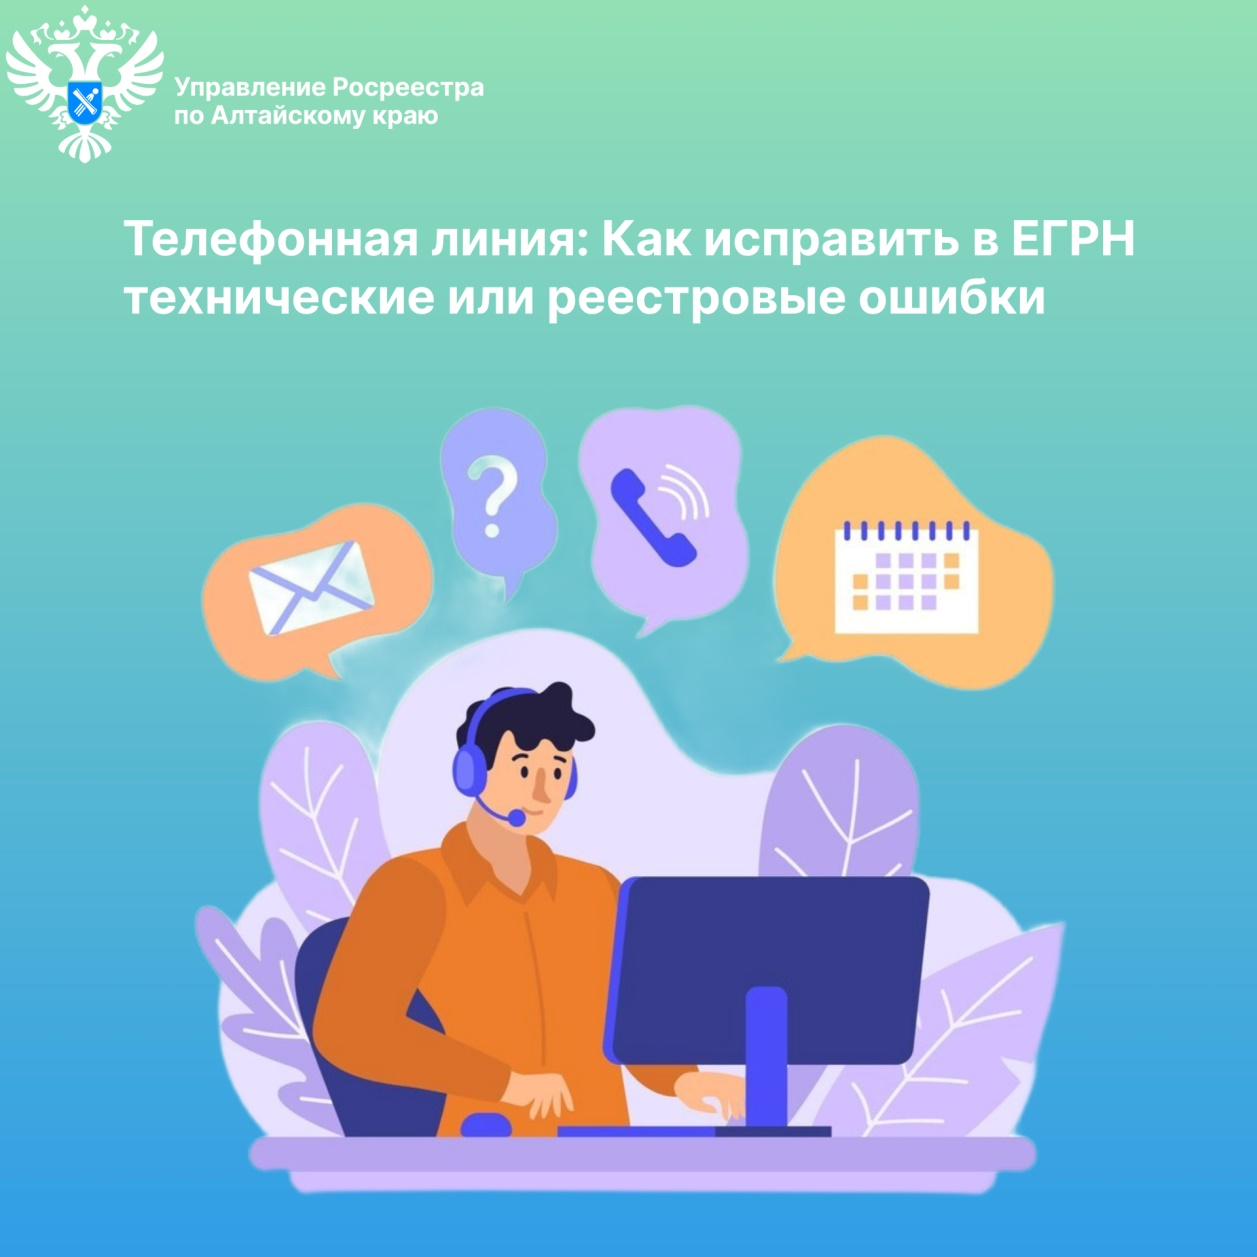 Управление Росреестра
по Алтайскому краю
Телефонная линия: Как исправить в ЕГРН
технические или реестровые ошибки
?